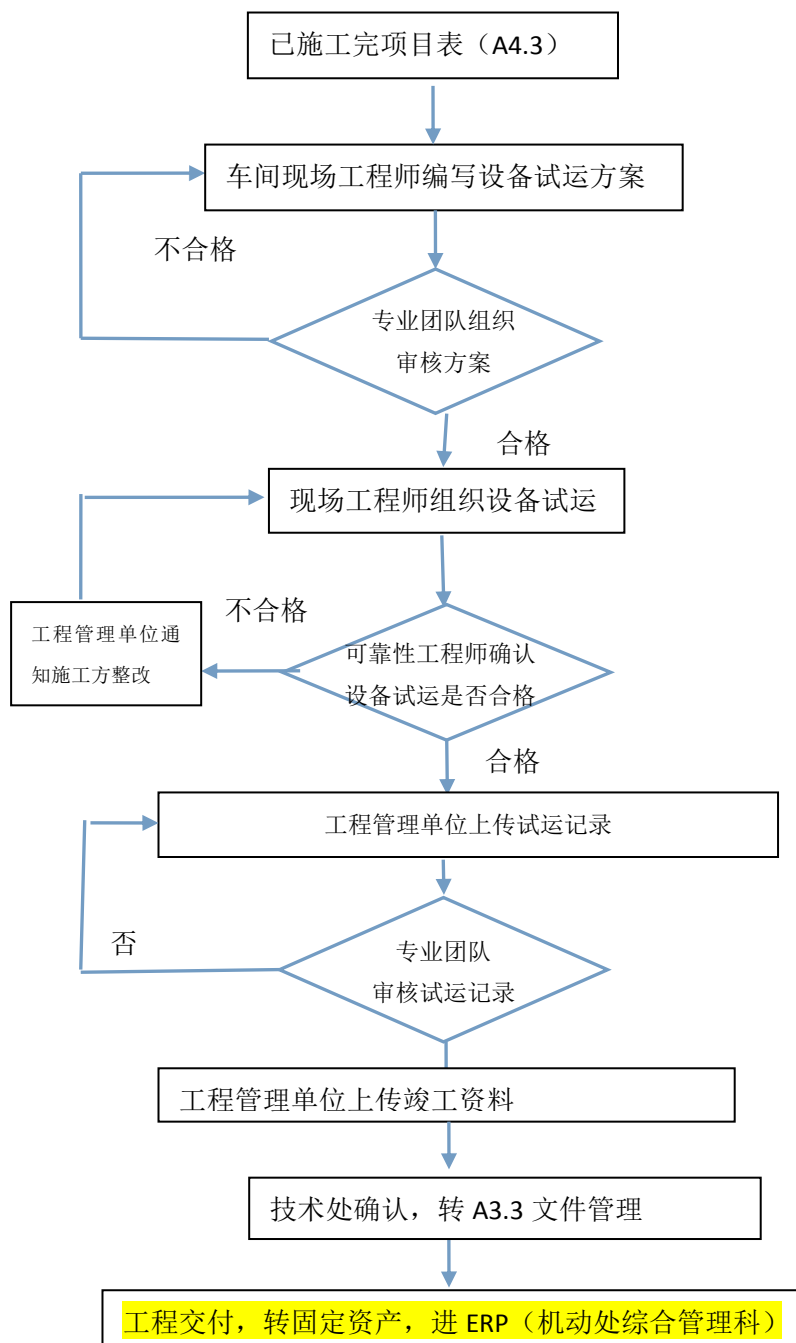 已施工完项目表（A4.3）
车间现场工程师编写设备试运方案
不合格
专业团队组织
审核方案
合格
现场工程师组织设备试运
不合格
工程管理单位通
知施工方整改
可靠性工程师确认
设备试运是否合格
合格
工程管理单位上传试运记录
否
专业团队
审核试运记录
工程管理单位上传竣工资料
技术处确认，转 A3.3 文件管理
工程交付，转固定资产，进 ERP（机动处综合管理科）